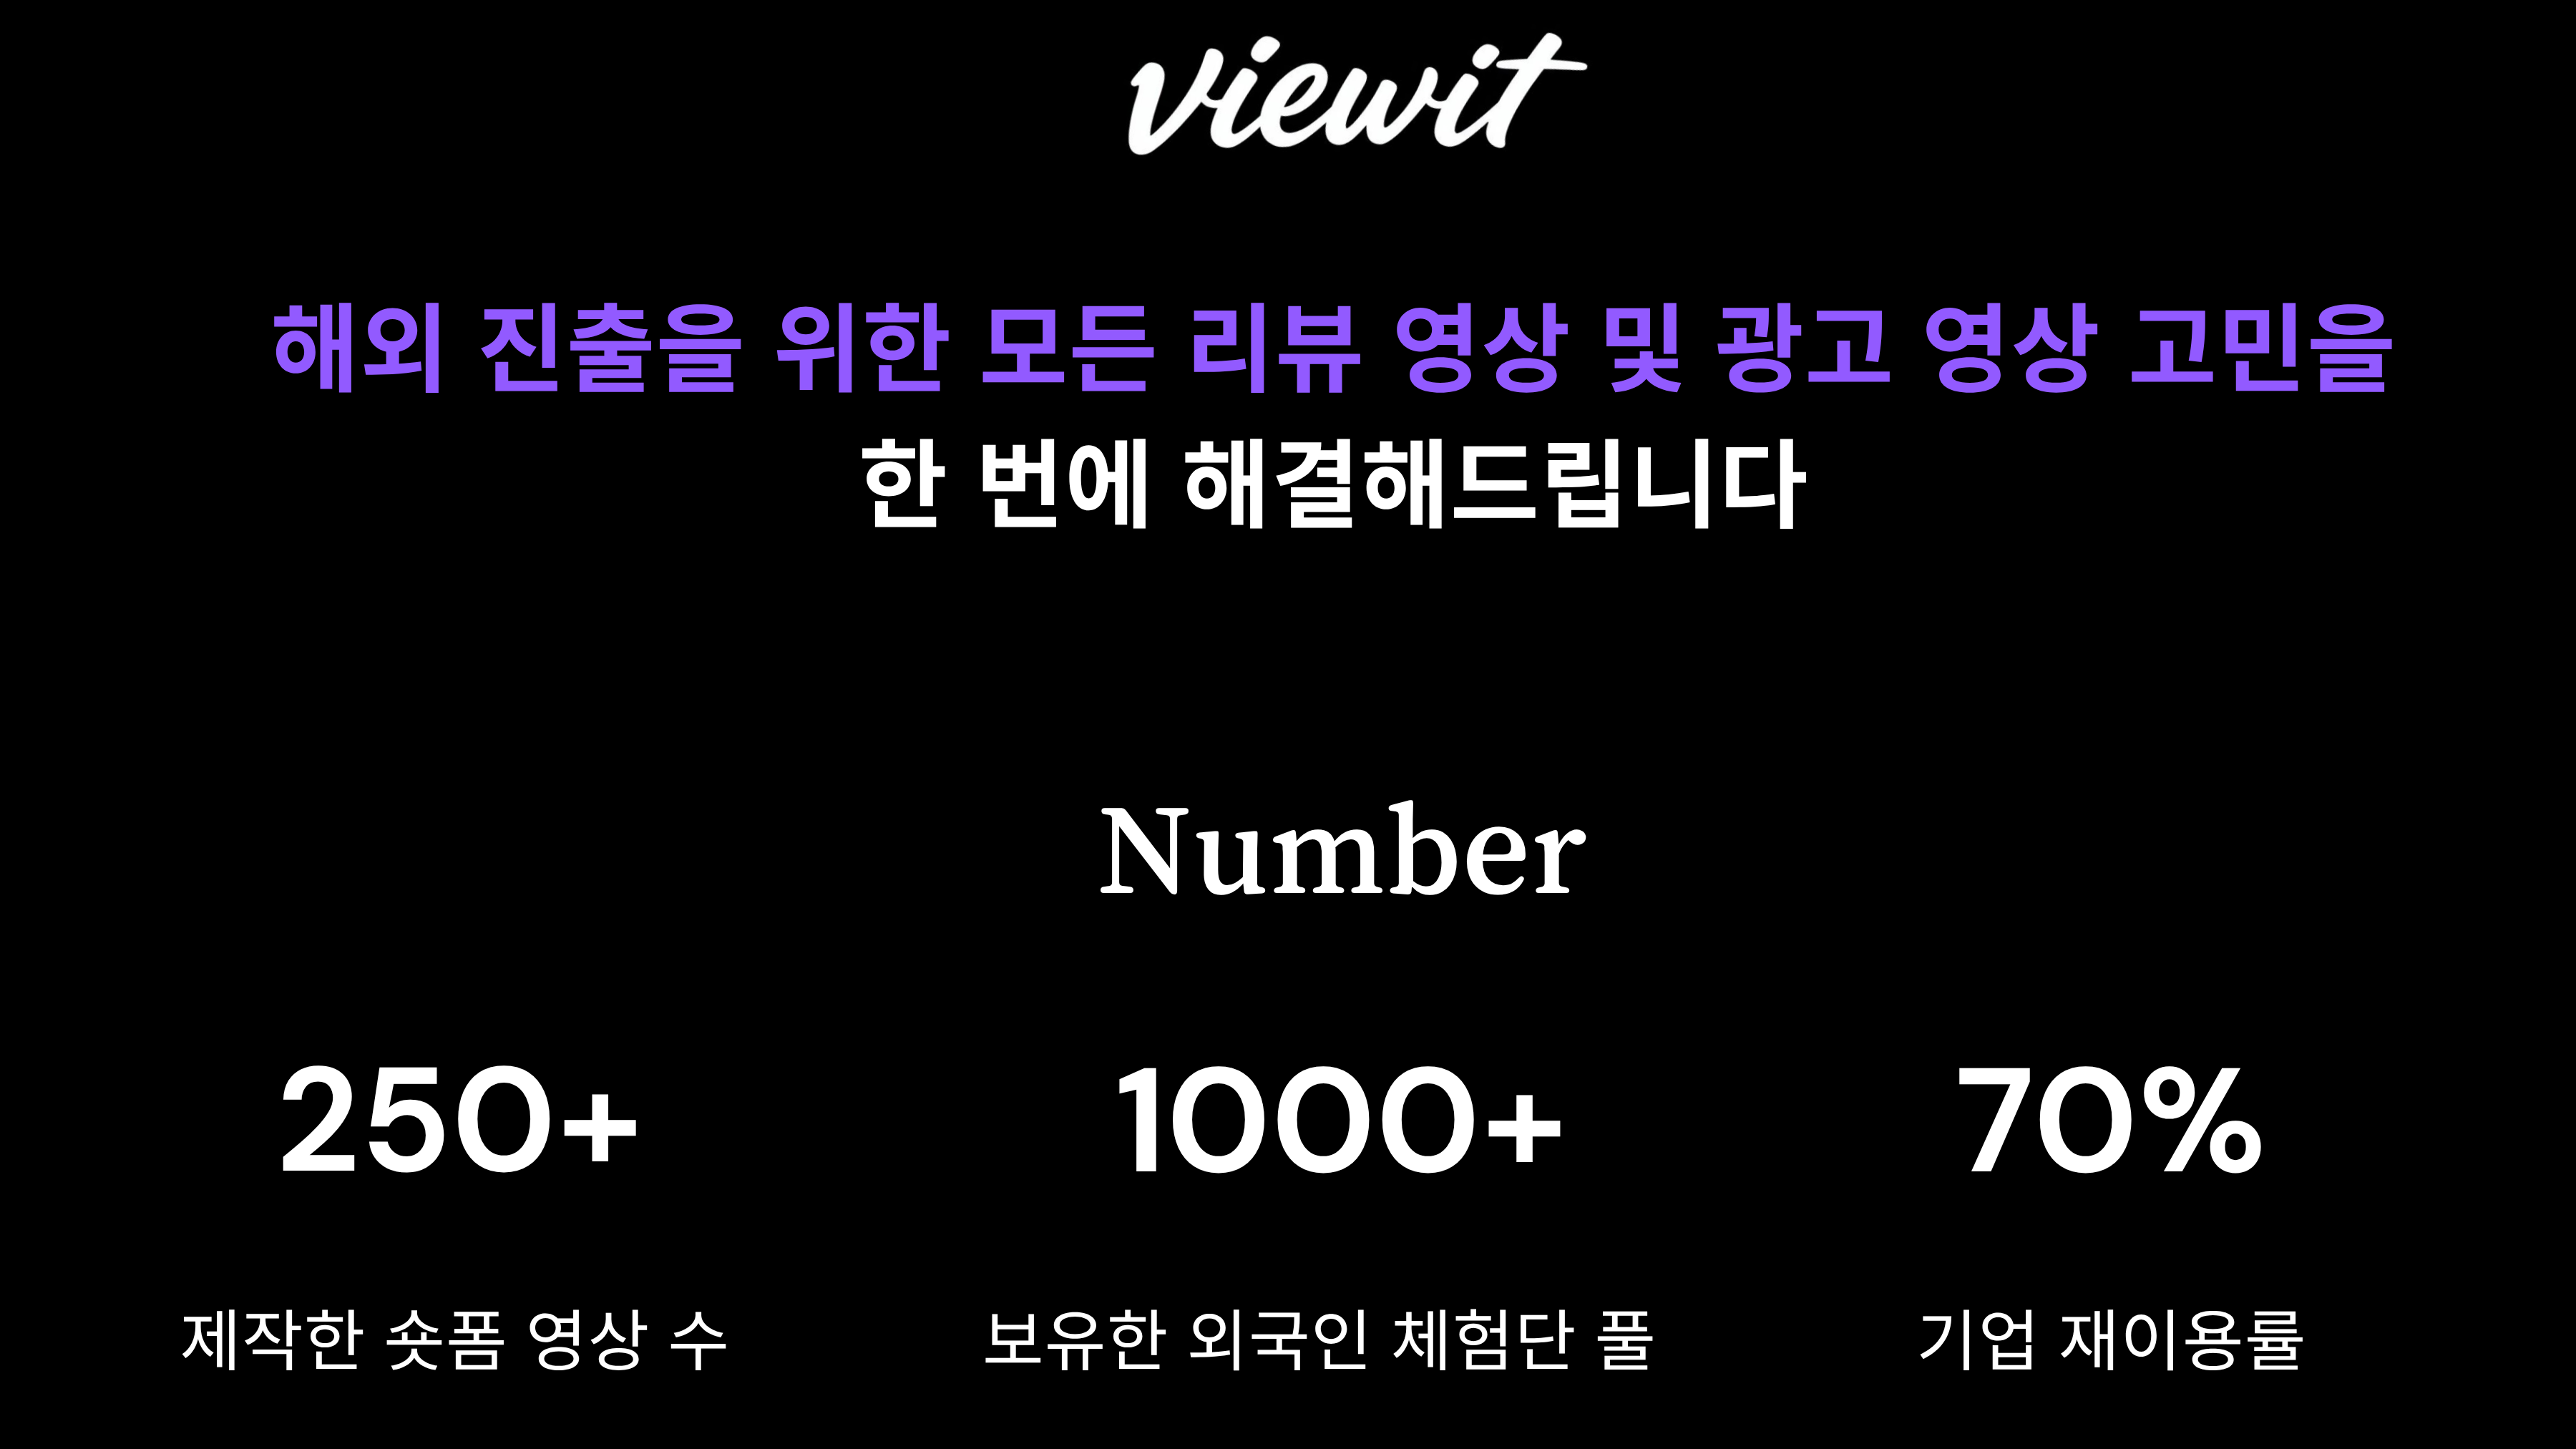 viewit
해외 진출을 위한 모든 리뷰 영상 및 광고 영상 고민을
한 번에 해결해드립니다
Number
250+ 1000+ 70%
제작한 숏폼 영상 수 보유한 외국인 체험단 풀 기업 재이용률